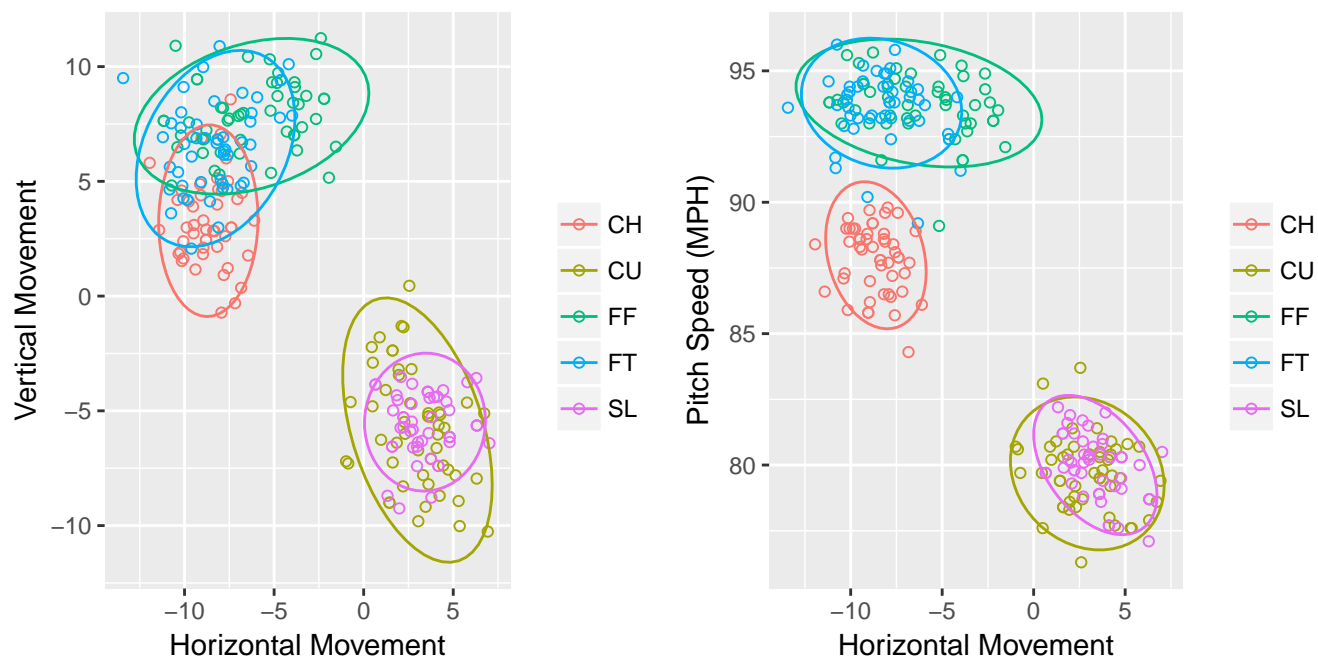 10
5
0
−5
−10
−10
−5
0
5
Vertical Movement
Horizontal Movement
CH
CU
FF
FT
SL
95
90
85
80
−10
−5
0
5
Pitch Speed (MPH)
Horizontal Movement
CH
CU
FF
FT
SL